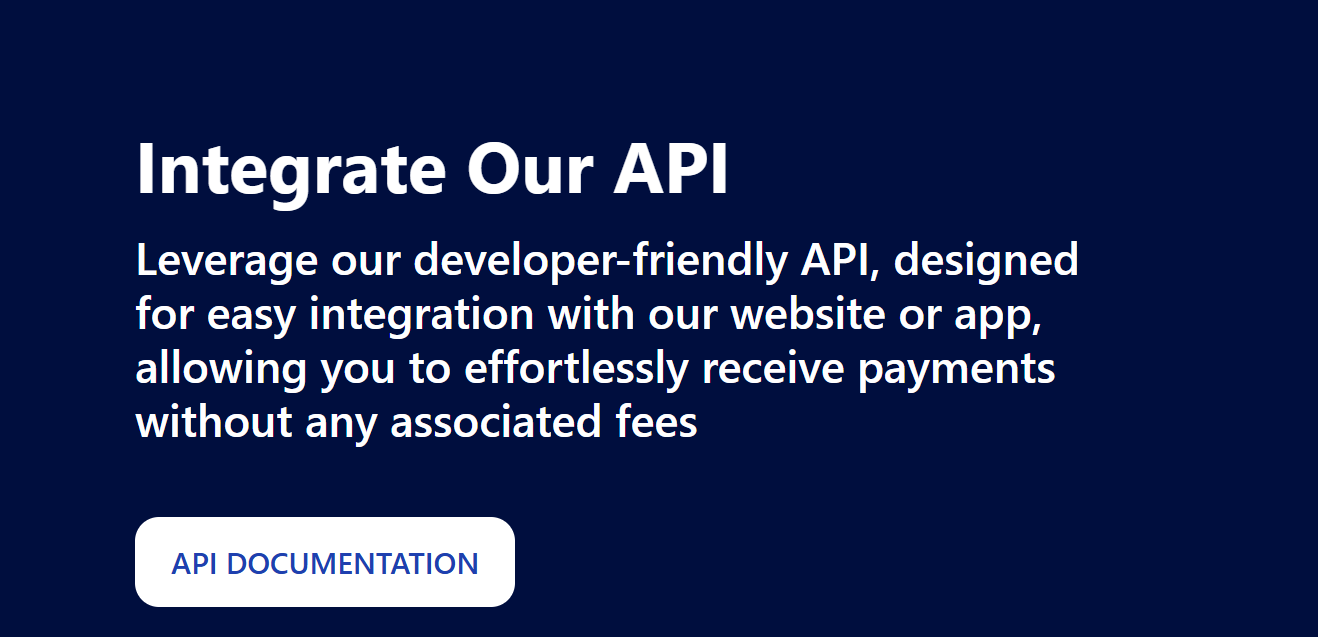 Integrate Our API
Leverage our developer-friendly API, designed
for easy integration with our website or app,
allowing you to effortlessly receive payments
without any associated fees
API DOCUMENTATION